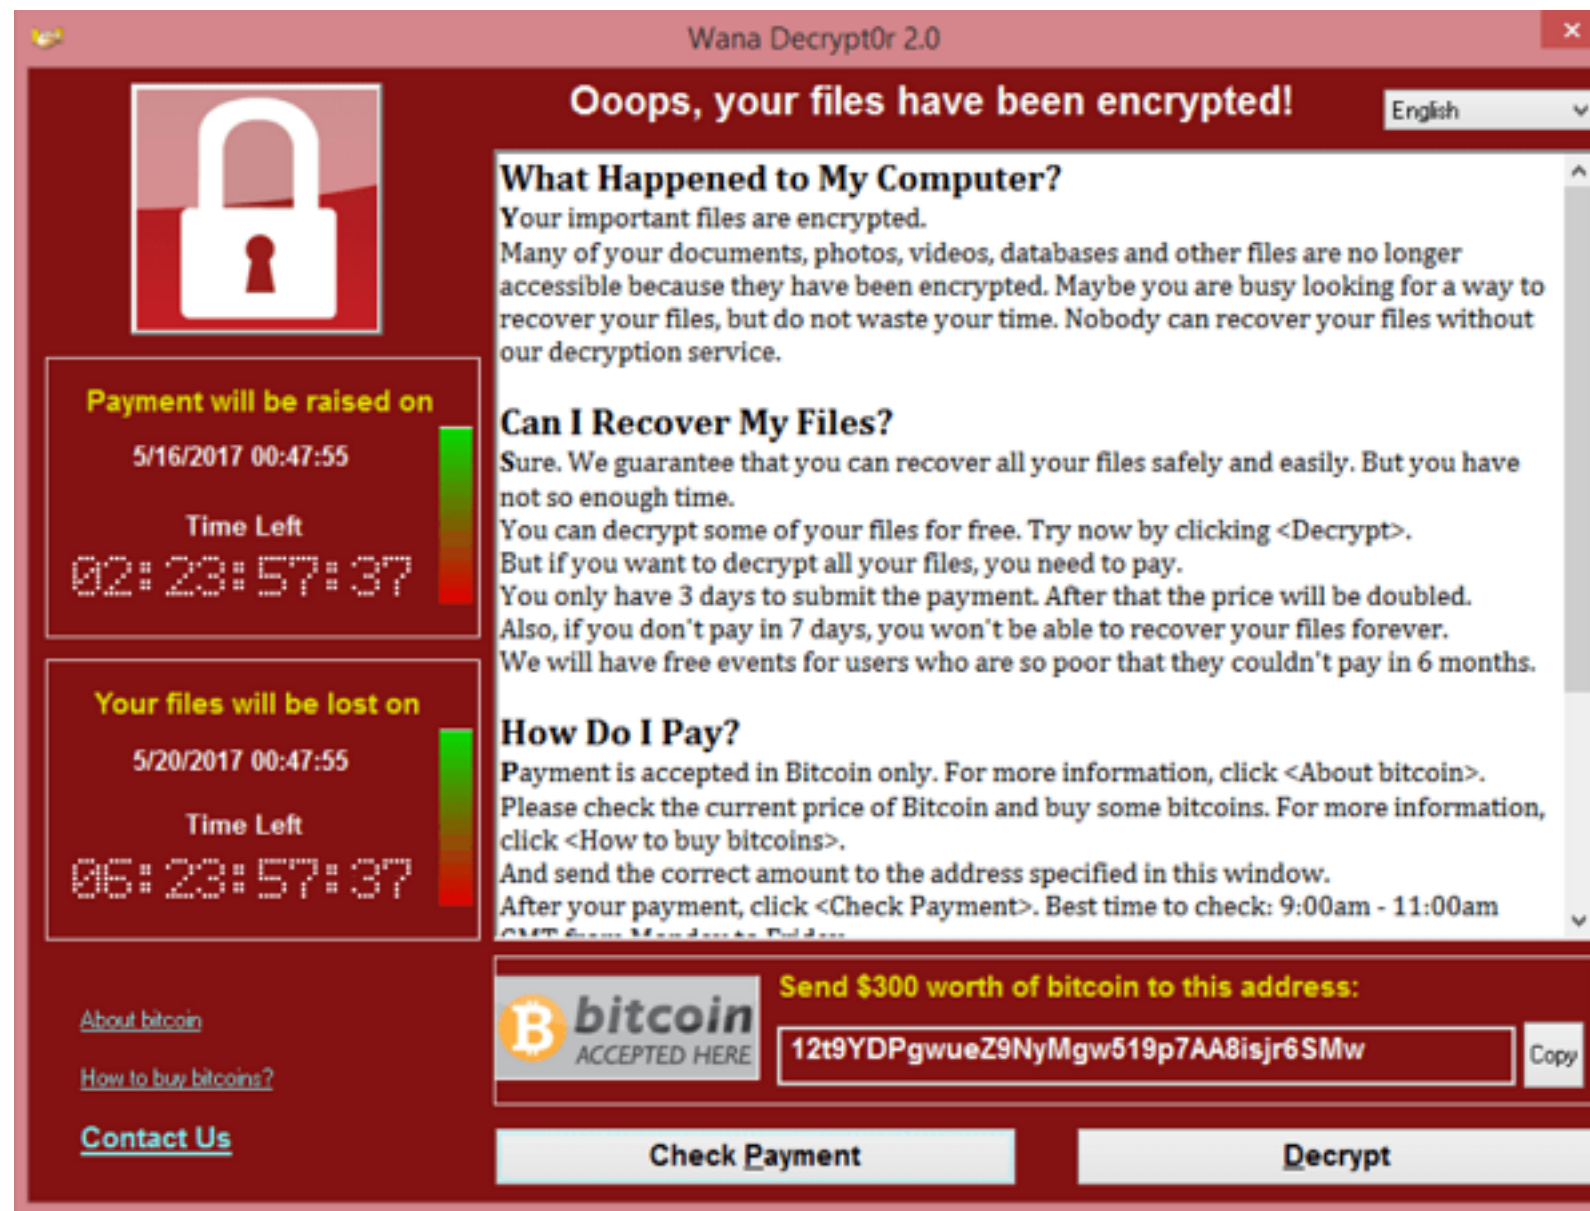 Wana Decrypt0r 2.0
Ooops, your files have been encrypted!
English
What Happened to My Computer?
Your important files are encrypted.
Many of your documents, photos, videos, databases and other files are no longer
accessible because they have been encrypted. Maybe you are busy looking for a way to
recover your files, but do not waste your time. Nobody can recover your files without
our decryption service.
Can I Recover My Files?
Sure. We guarantee that you can recover all your files safely and easily. But you have
not so enough time.
You can decrypt some of your files for free. Try now by clicking <Decrypt>.
But if you want to decrypt all your files, you need to pay.
You only have 3 days to submit the payment. After that the price will be doubled.
Also, if you don't pay in 7 days, you won't be able to recover your files forever.
We will have free events for users who are so poor that they couldn't pay in 6 months.
How Do I Pay?
Payment is accepted in Bitcoin only. For more information, click <About bitcoin>.
Please check the current price of Bitcoin and buy some bitcoins. For more information,
click <How to buy bitcoins>.
And send the correct amount to the address specified in this window.
After your payment, click <Check Payment>. Best time to check: 9:00am - 11:00am
GMT from Monday to Friday.
Payment will be raised on
5/16/2017 00:47:55
Time Left
02:23:57:37
Your files will be lost on
5/20/2017 00:47:55
Time Left
06:23:57:37
About bitcoin
How to buy bitcoins?
Contact Us
bitcoin
ACCEPTED HERE
Send $300 worth of bitcoin to this address:
12t9YDPgwueZ9NyMgw519p7AA8isjr6SMw
Copy
Check Payment
Decrypt